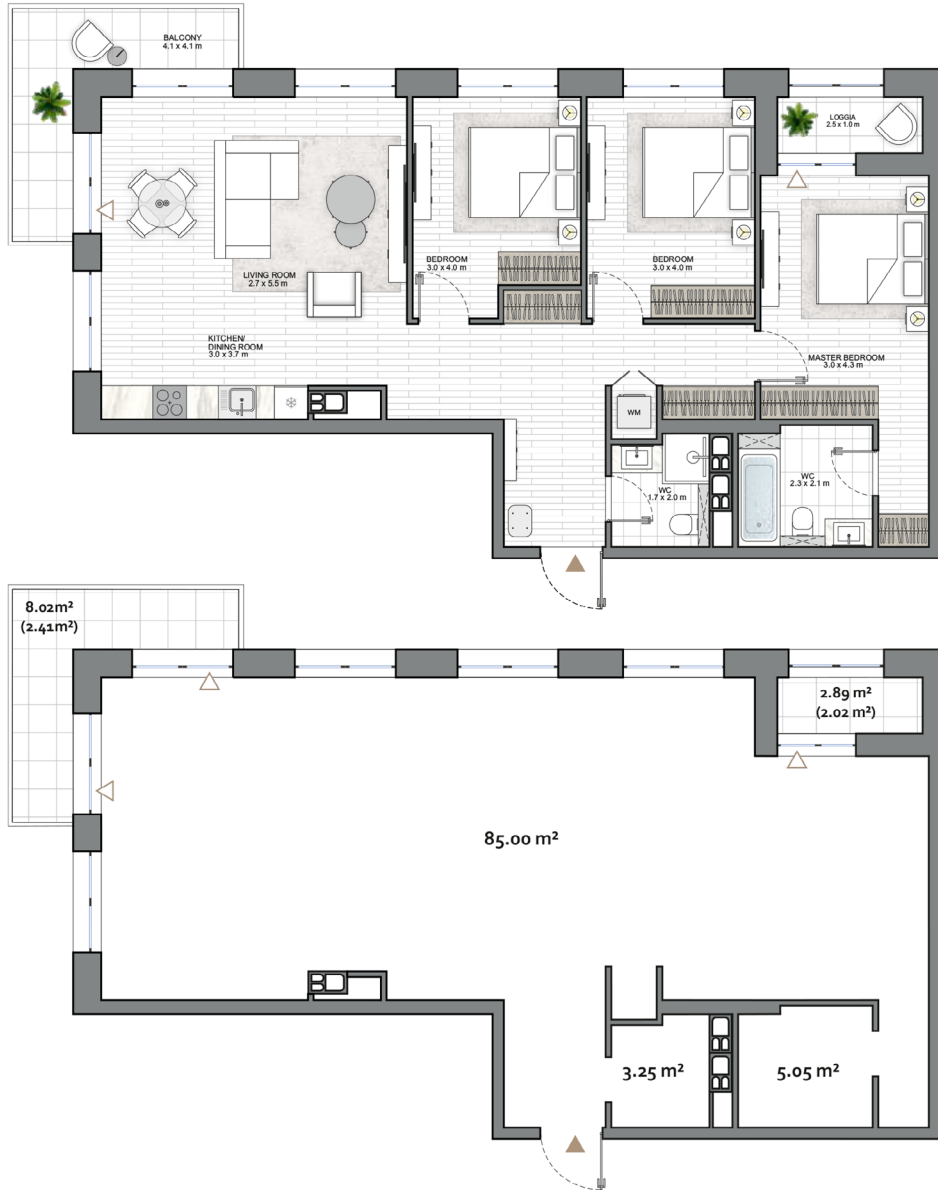 BALCONY
4.1 x 4.1 m
LOGGIA
2.5 x 1.0 m
BEDROOM
3.0 x 4.0 m
BEDROOM
3.0 x 4.0 m
LIVING ROOM
2.7 x 5.5 m
KITCHEN/
DINING ROOM
3.0 x 3.7 m
MASTER BEDROOM
3.0 x 4.3 m
WM
WC
1.7 x 2.0 m
WC
2.3 x 2.1 m
8.02m²
(2.41m²)
2.89 m²
(2.02 m²)
85.00 m²
3.25 m²
5.05 m²